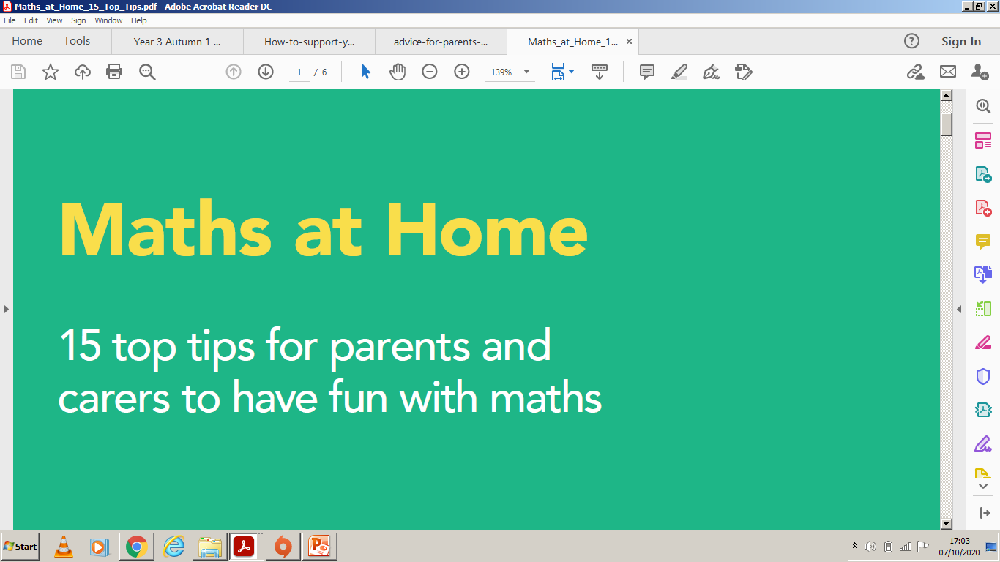 Maths_at_Home_15_Top_Tips.pdf - Adobe Acrobat Reader DC
File Edit View Sign Window Help
Home Tools Year 3 Autumn 1 ... How-to-support-y... advice-for-parents-... Maths_at_Home_1... Sign In
1 / 6 139%
Maths at Home
15 top tips for parents and
carers to have fun with maths
Start
17:03
07/10/2020